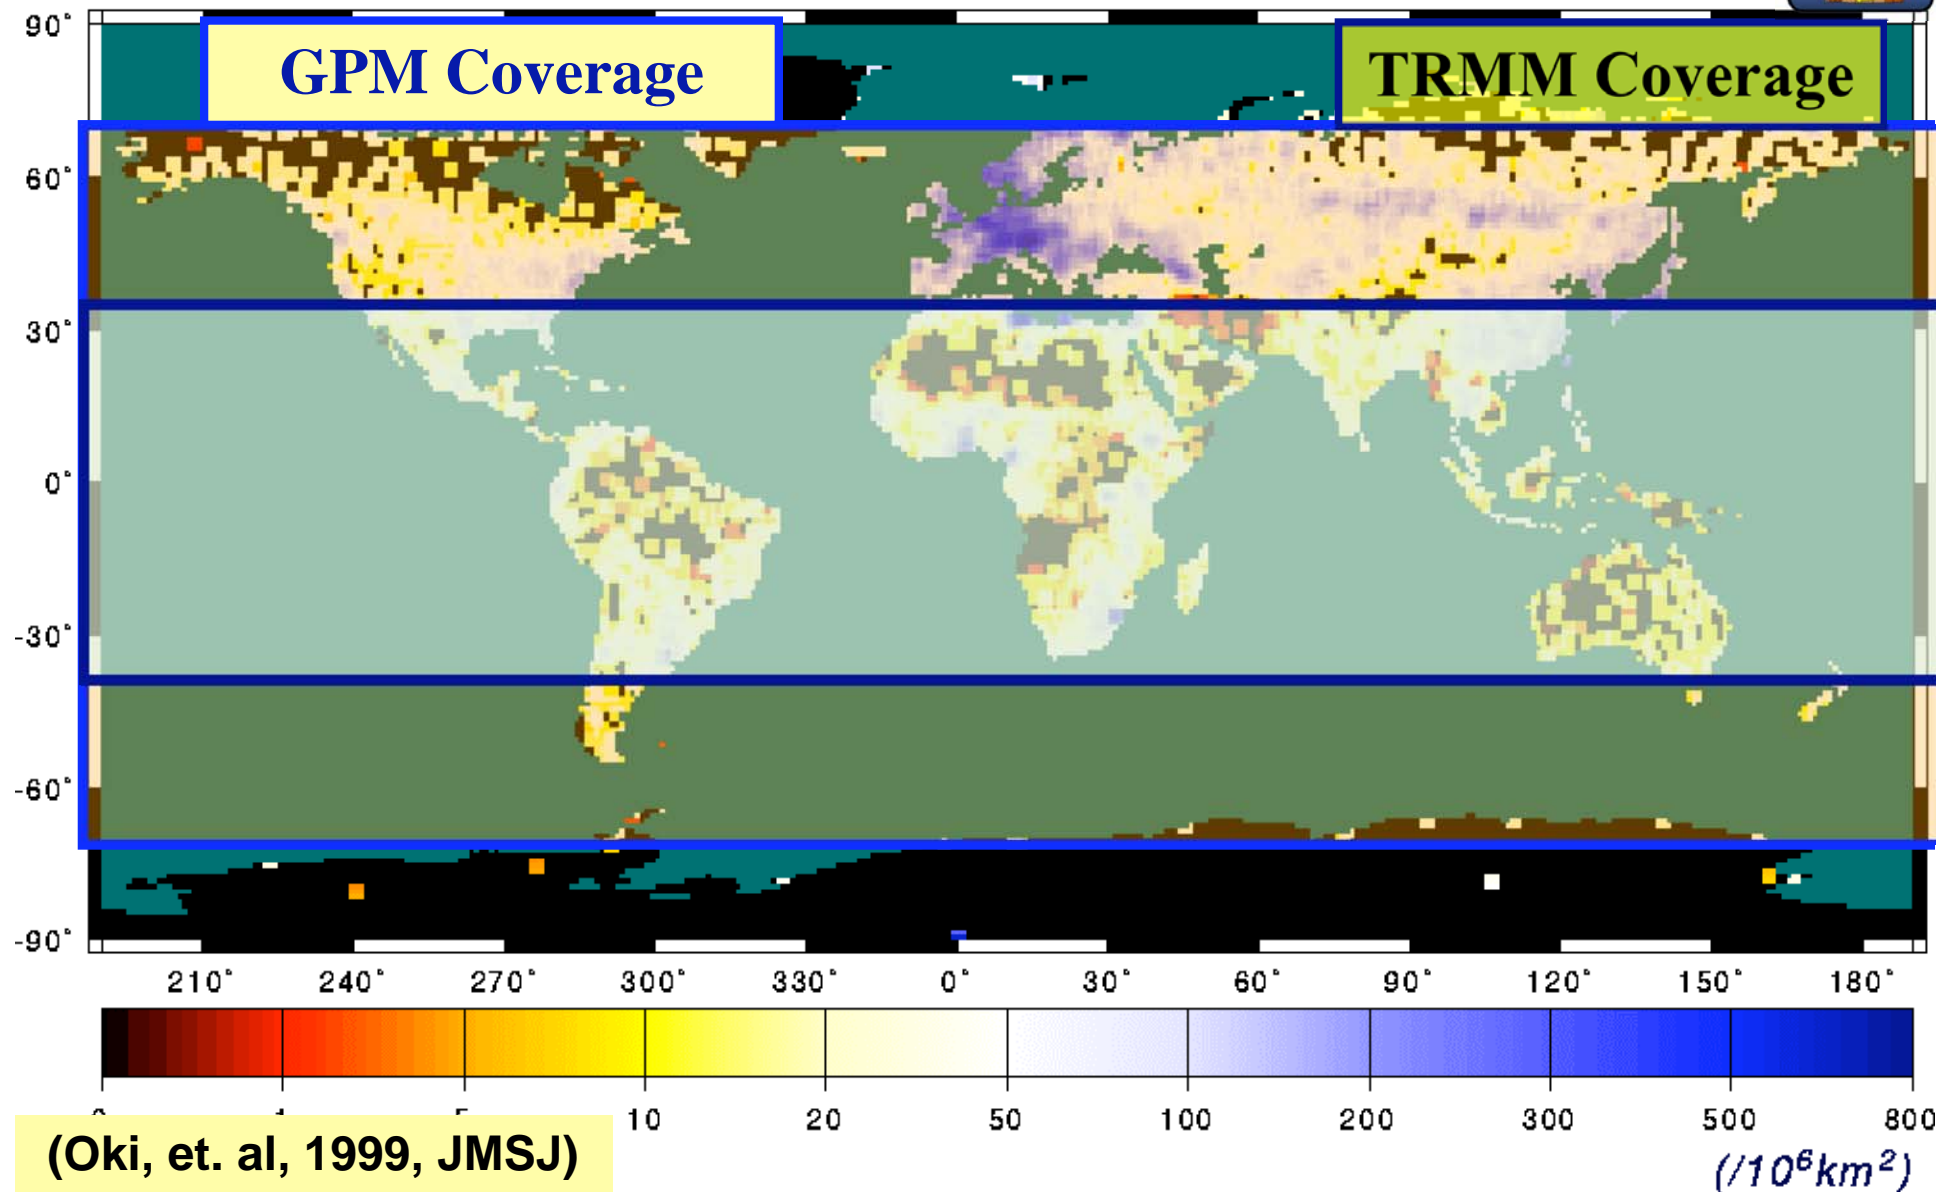 GPM Coverage
TRMM Coverage
90°
60°
30°
0°
-30°
-60°
-90°
210° 240° 270° 300° 330° 0° 30° 60° 90° 120° 150° 180°
10 20 50 100 200 300 500 800
(Oki, et. al, 1999, JMSJ)
(/10⁶km²)